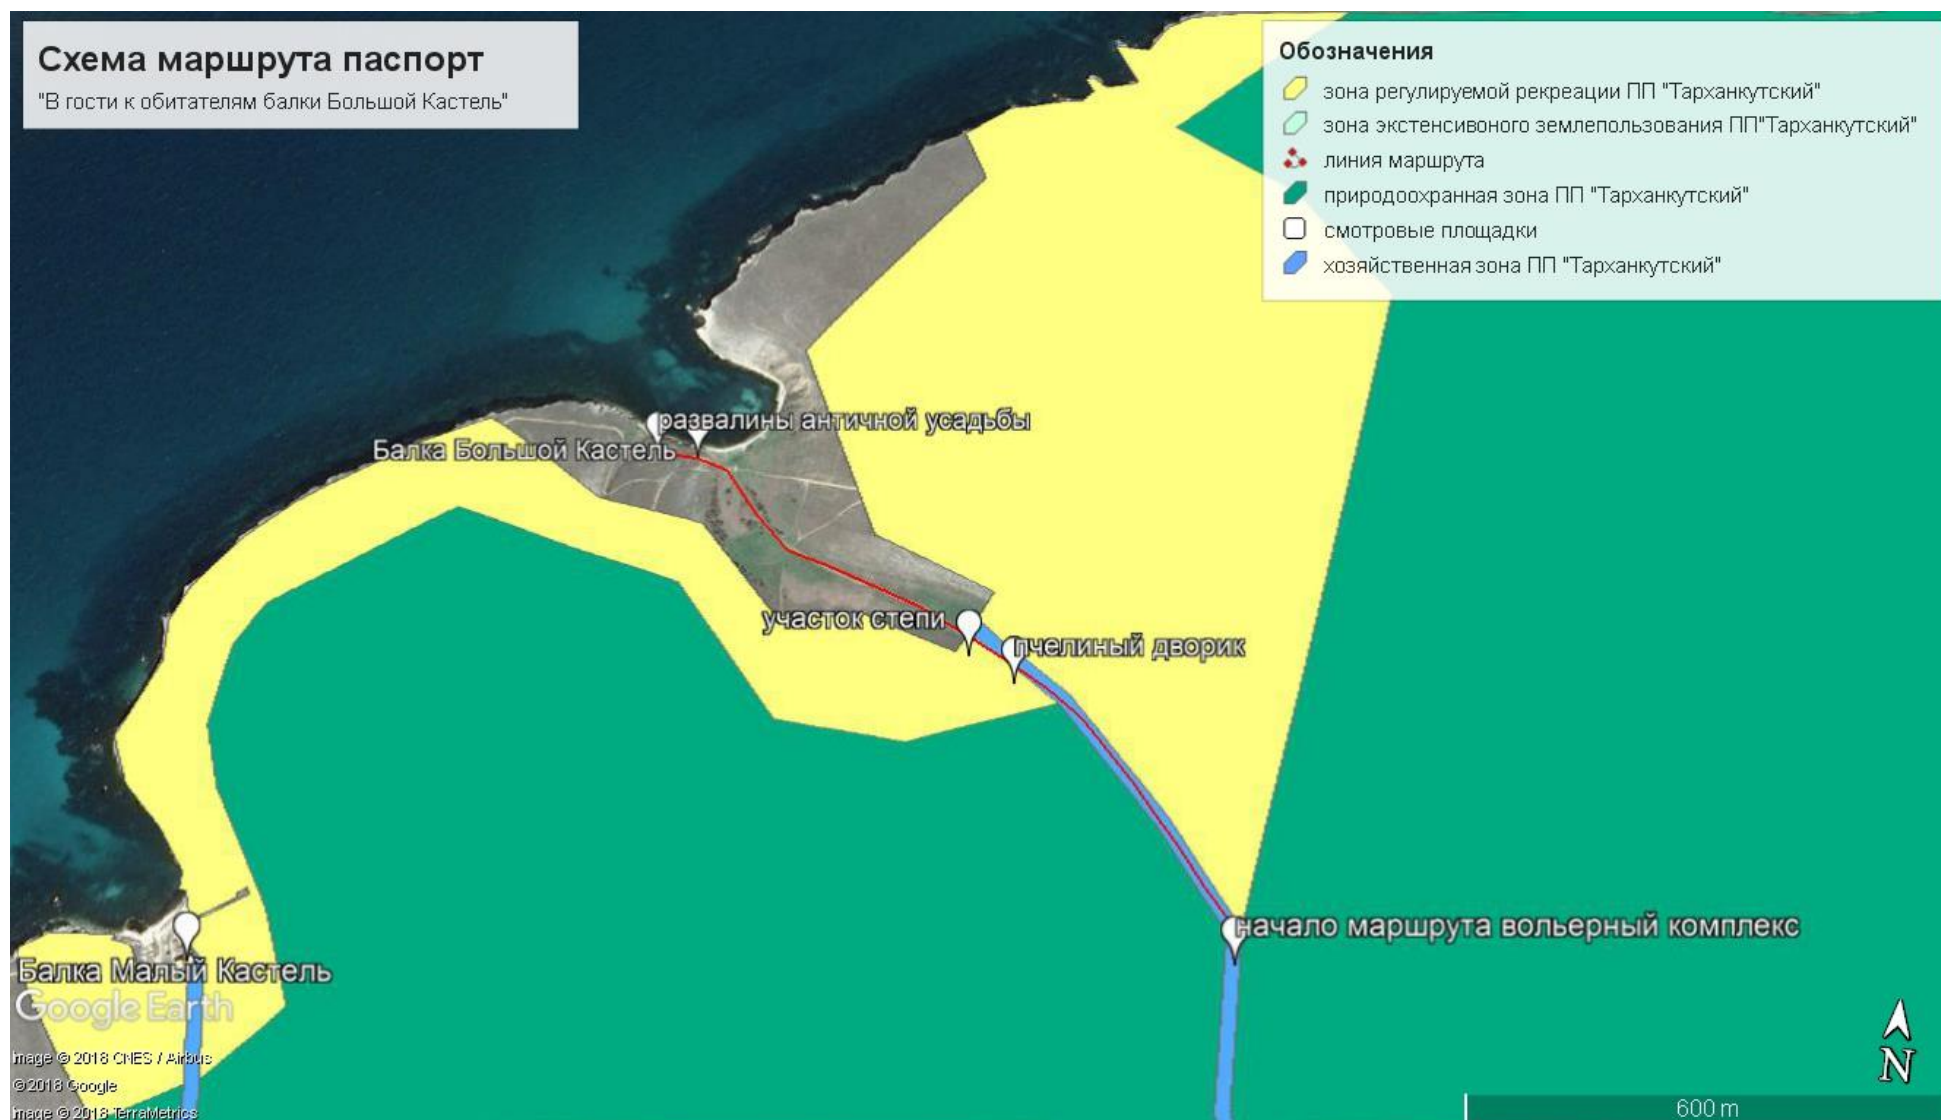 Схема маршрута паспорт
"В гости к обитателям балки Большой Кастель"
Обозначения
зона регулируемой рекреации ПП "Тарханкутский"
зона экстенсивоного землепользования ПП"Тарханкутский"
линия маршрута
природоохранная зона ПП "Тарханкутский"
смотровые площадки
хозяйственная зона ПП "Тарханкутский"
развалины античной усадьбы
Балка Большой Кастель
участок степи
пчелиный дворик
начало маршрута вольерный комплекс
Балка Малый Кастель
Google Earth
Image © 2018 CNES / Airbus
© 2018 Google
Image © 2018 TerraMetrics
N
600 m